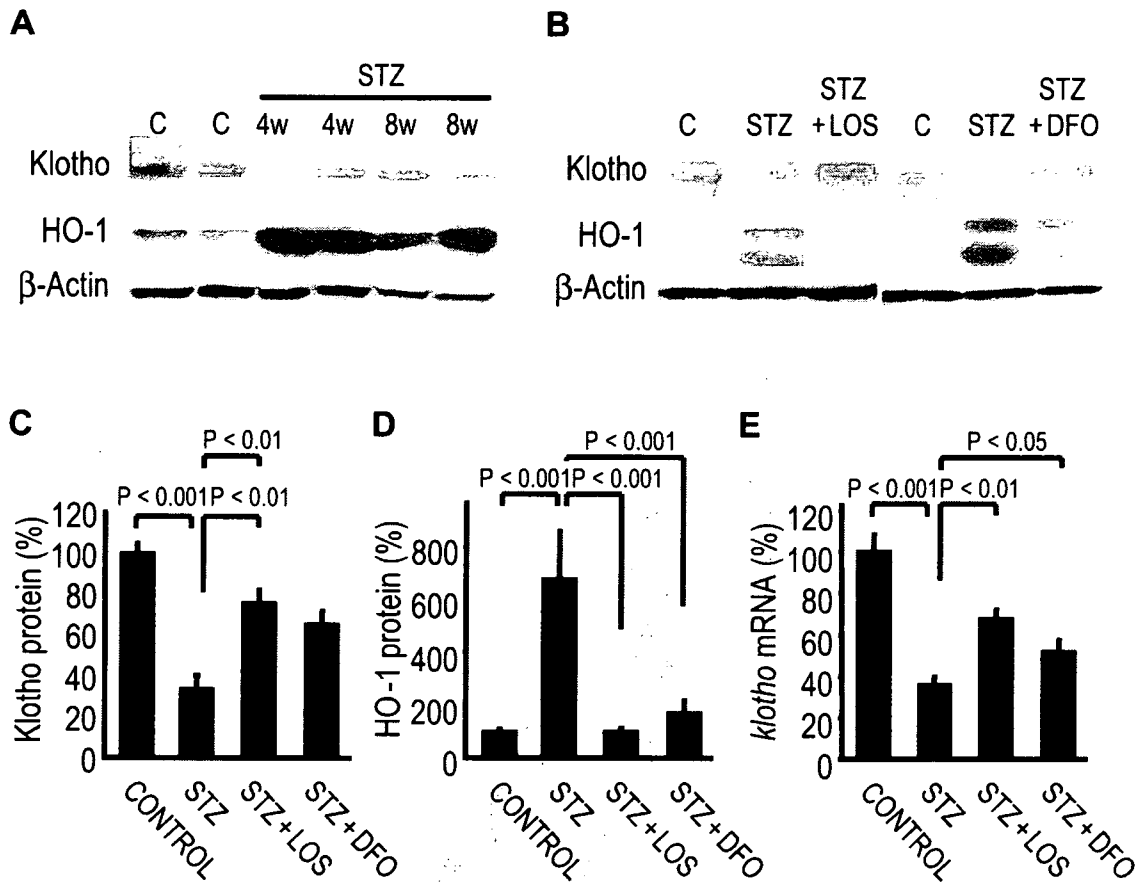 A
STZ
C C 4w 4w 8w 8w
Klotho
HO-1
β-Actin
B
STZ STZ
C STZ +LOS C STZ +DFO
Klotho
HO-1
β-Actin
C
P < 0.01
P < 0.001 P < 0.01
Klotho protein (%)
120
100
80
60
40
20
0
CONTROL
STZ
STZ+LOS
STZ+DFO
D
P < 0.001
P < 0.001 P < 0.001
HO-1 protein (%)
800
600
400
200
0
CONTROL
STZ
STZ+LOS
STZ+DFO
E
P < 0.05
P < 0.001 P < 0.01
klotho mRNA (%)
120
100
80
60
40
20
0
CONTROL
STZ
STZ+LOS
STZ+DFO